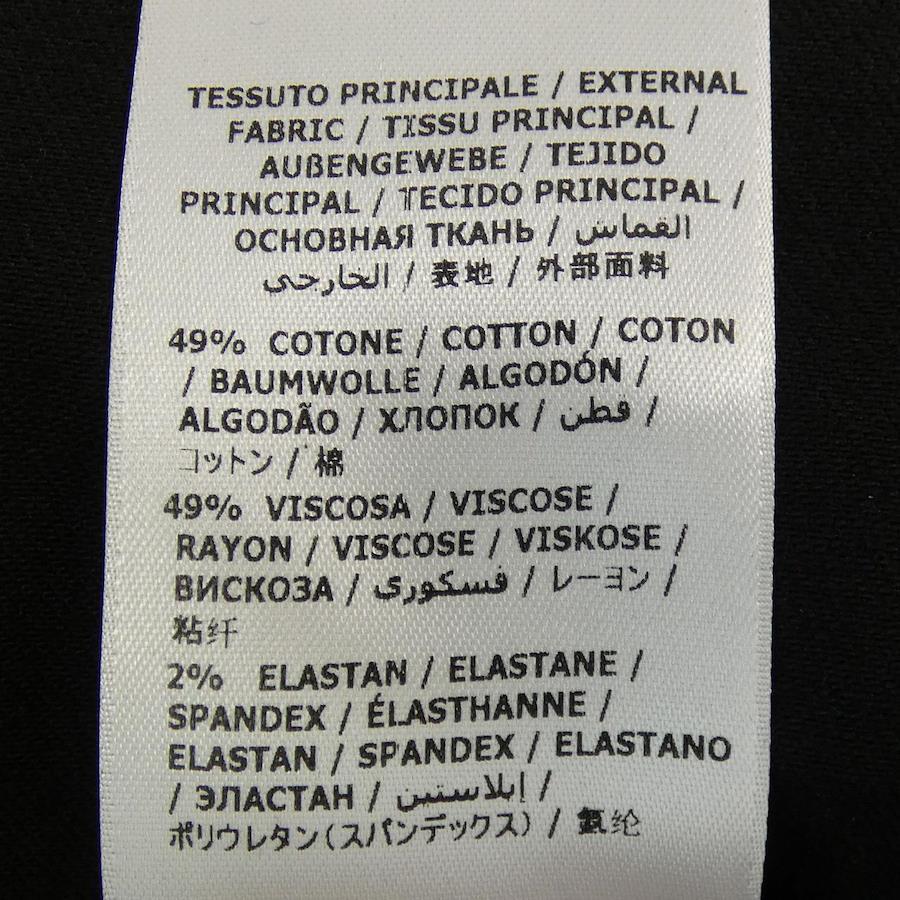 TESSUTO PRINCIPALE / EXTERNAL
FABRIC / TISSU PRINCIPAL /
AUßENGEWEBE / TEJIDO
PRINCIPAL / TECIDO PRINCIPAL /
ОСНОВНАЯ ТКАНЬ / القماش
الخارجي / 表地 / 外部面料
49% COTONE / COTTON / COTON
/ BAUMWOLLE / ALGODÓN /
ALGODÃO / ХЛОПОК / قطن /
コットン / 棉
49% VISCOSA / VISCOSE /
RAYON / VISCOSE / VISKOSE /
ВИСКОЗА / فسكوري / レーヨン /
粘纤
2% ELASTAN / ELASTANE /
SPANDEX / ÉLASTHANNE /
ELASTAN / SPANDEX / ELASTANO
/ ЭЛАСТАН / إيلاستين /
ポリウレタン(スパンデックス) / 氨纶